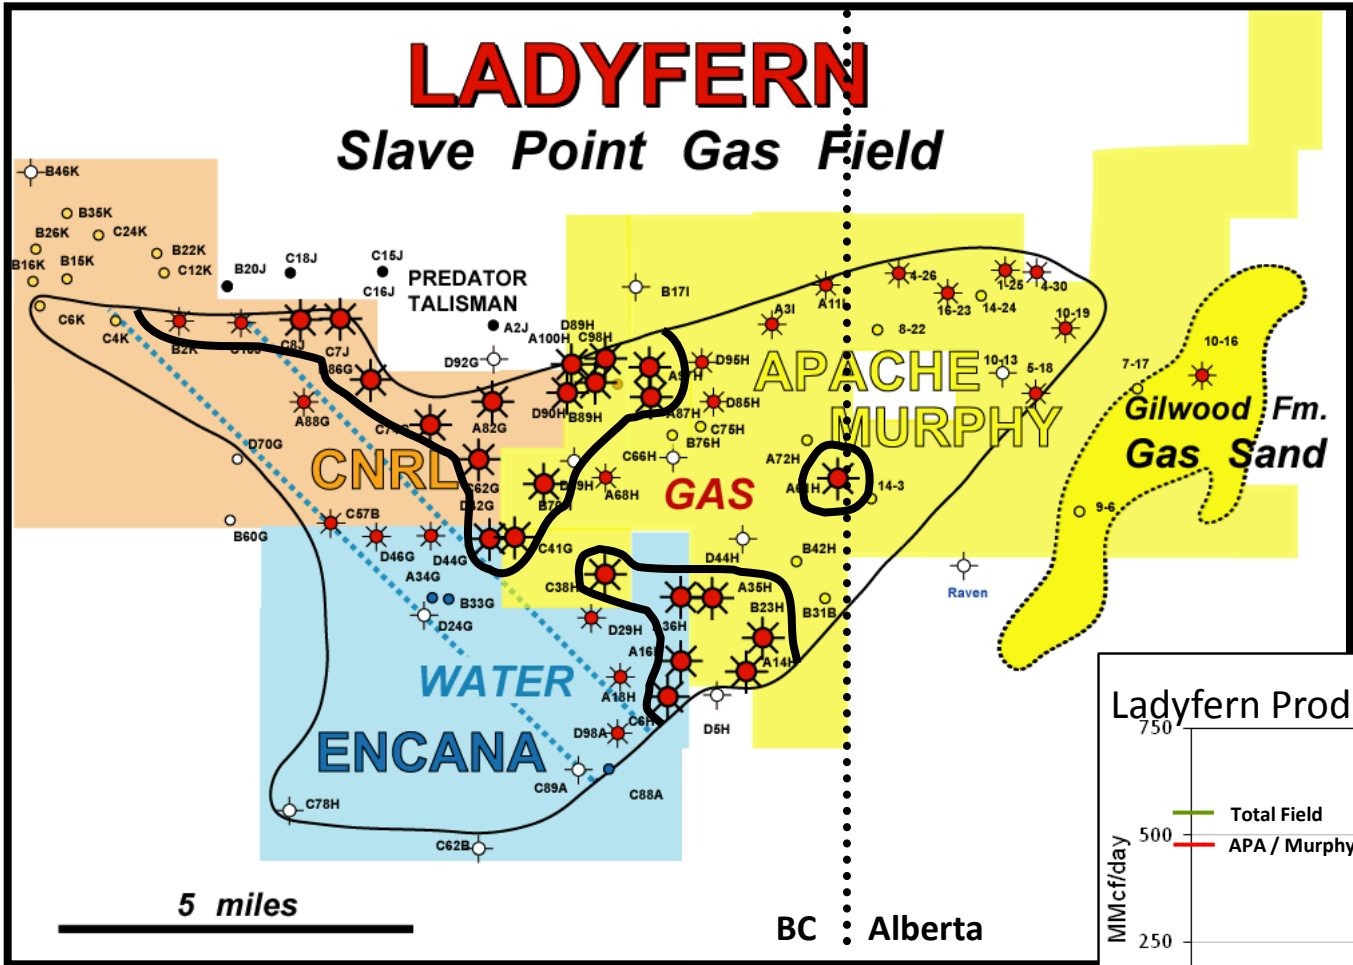 LADYFERN
Slave Point Gas Field
B46K
B35K
C24K
B26K
B22K
B16K
B15K
C12K
B20J
C18J
C15J
C16J
PREDATOR
TALISMAN
C6K
C4K
B2K
C8J
C7J
A2J
D92G
A100H
D89H
C98H
B17I
A3I
A11I
4-26
16-23
14-24
1-25
4-30
8-22
10-19
10-13
5-18
7-17
10-16
86G
A88G
A82G
D90H
B89H
A97H
A87H
D95H
D85H
C75H
B76H
C66H
APACHE
MURPHY
Gilwood Fm.
Gas Sand
D70G
CNRL
C62G
A68H
GAS
A72H
14-3
9-6
B60G
C57B
D46G
D44G
A34G
B33G
D24G
C41G
C38H
D44H
A35H
B23H
B42H
B31B
Raven
D29H
A14H
A18H
C6H
D5H
WATER
ENCANA
D98A
C89A
C88A
C78H
C62B
5 miles
BC
Alberta
Ladyfern Prod
750
Total Field
500
APA / Murphy
MMcf/day
250